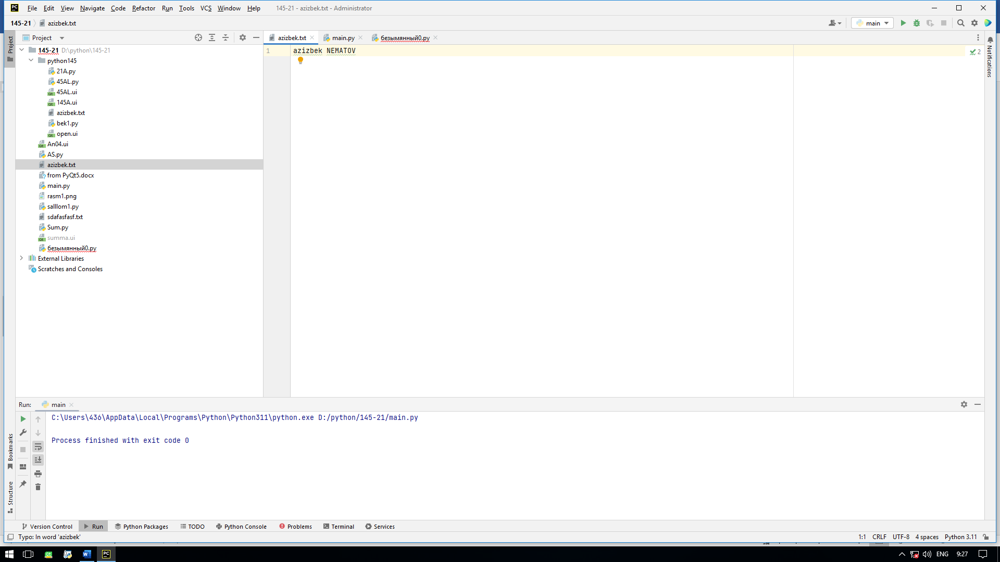 PC File Edit View Navigate Code Refactor Run Tools VCS Window Help 145-21 - azizbek.txt - Administrator
145-21 azizbek.txt main
Project azizbek.txt main.py безымянный0.py
Project
Notifications
145-21 D:\python\145-21
1 azizbek NEMATOV 2
python145
21A.py
45AL.py
45AL.ui
145A.ui
azizbek.txt
bek1.py
open.ui
An04.ui
AS.py
azizbek.txt
from PyQt5.docx
main.py
rasm1.png
salllom1.py
sdafasfasf.txt
Sum.py
summa.ui
безымянный0.py
External Libraries
Scratches and Consoles
Run: main
C:\Users\436\AppData\Local\Programs\Python\Python311\python.exe D:/python/145-21/main.py
Process finished with exit code 0
Bookmarks
Structure
Version Control Run Python Packages TODO Python Console Problems Terminal Services
Typo: In word 'azizbek' 1:1 CRLF UTF-8 4 spaces Python 3.11
ENG 9:27